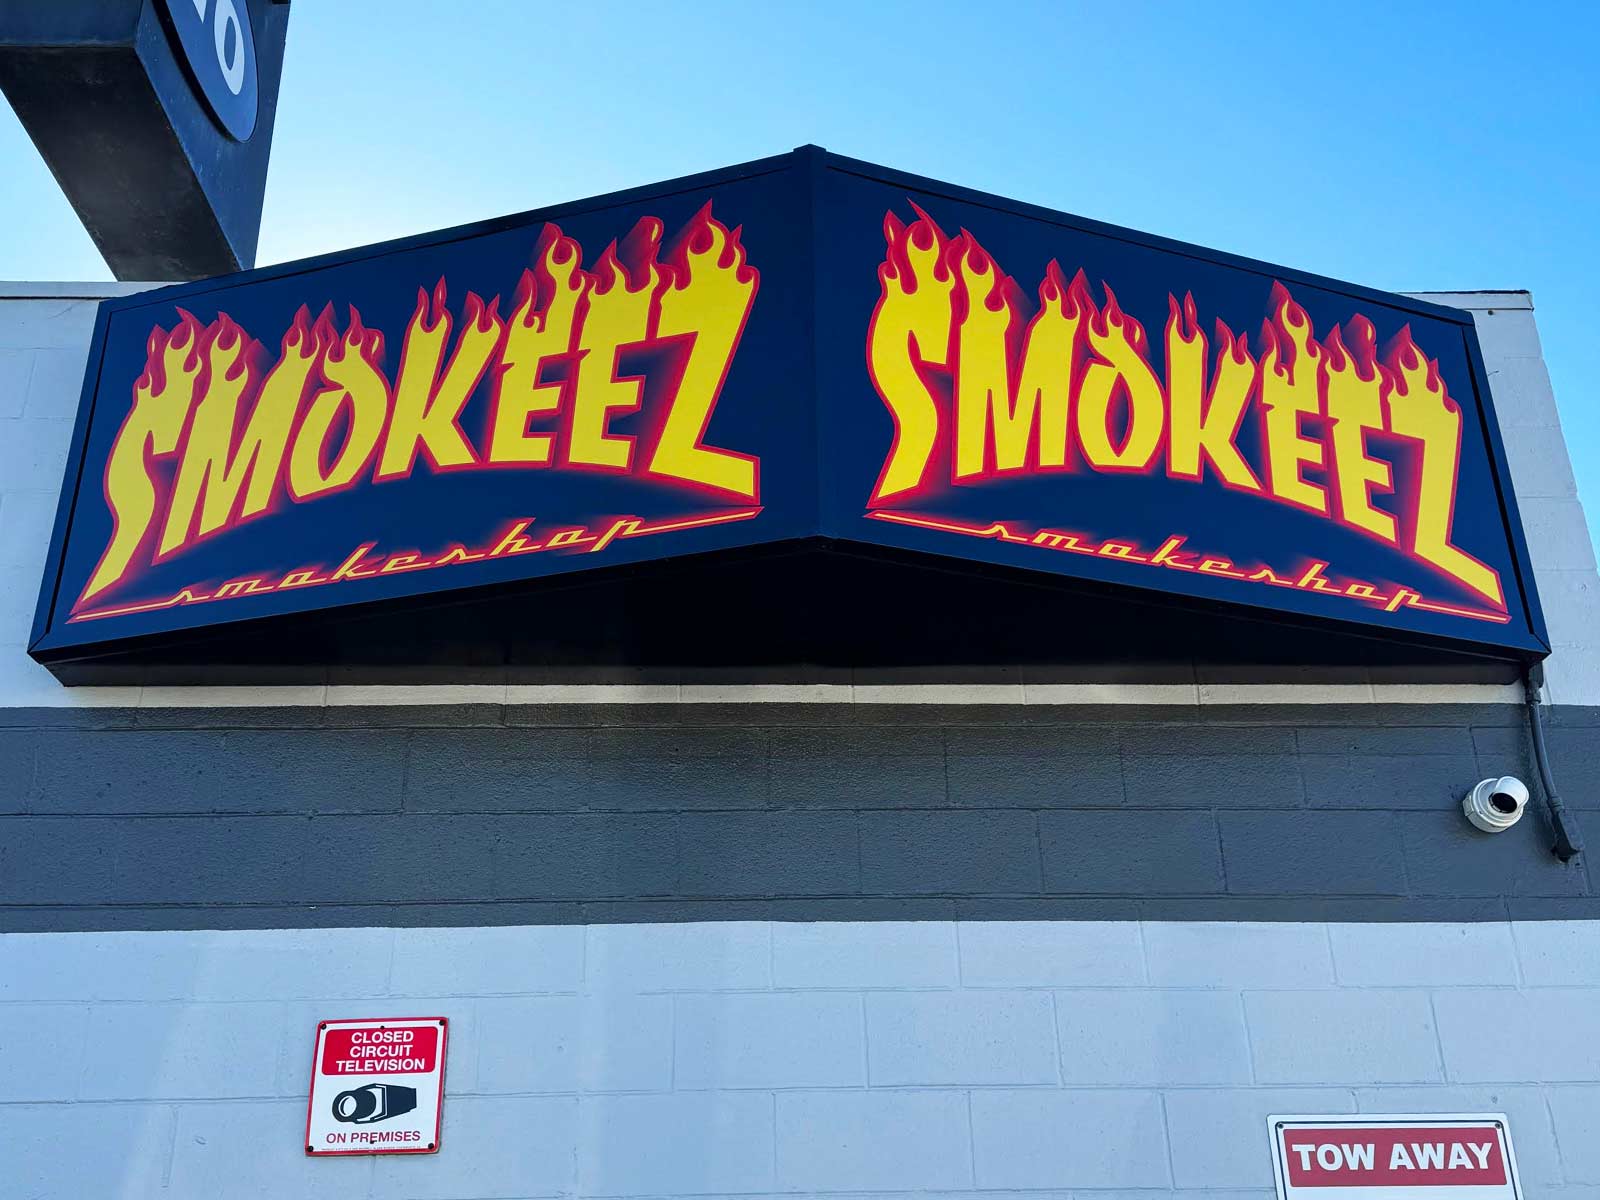 SMOKEEZ
smokeshop
SMOKEEZ
smokeshop
CLOSED
CIRCUIT
TELEVISION
ON PREMISES
TOW AWAY